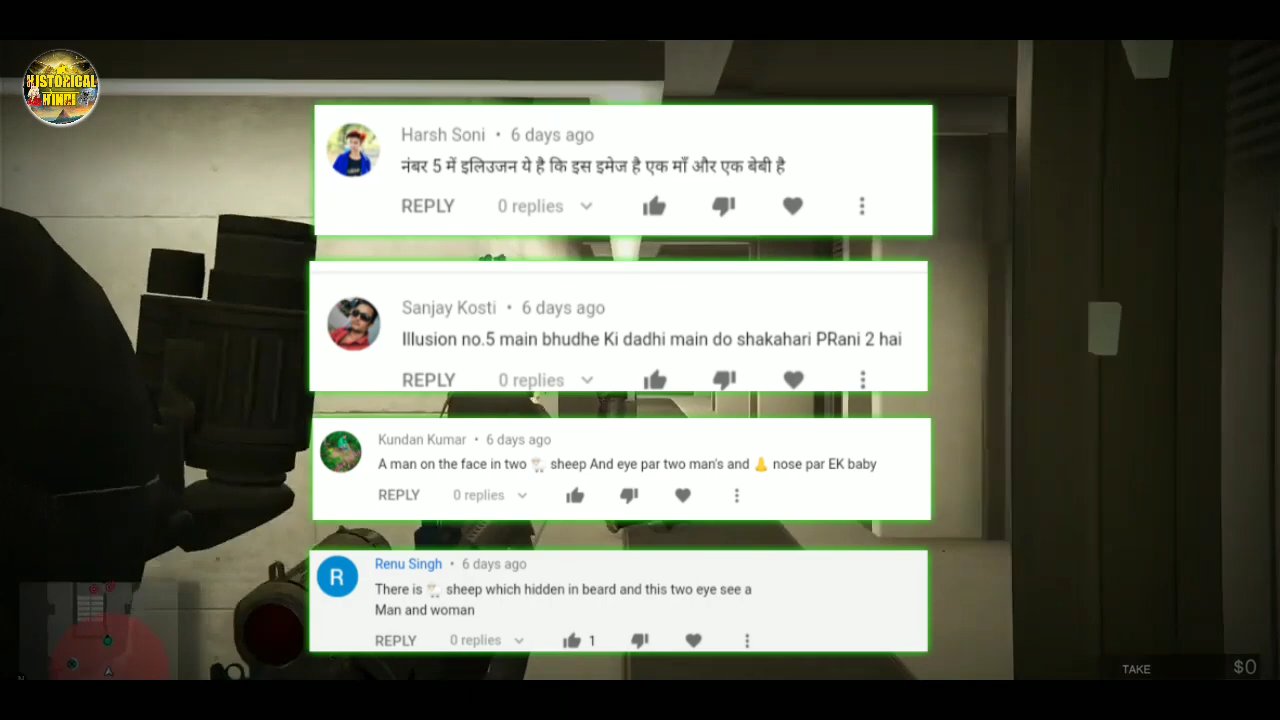 HISTORICAL
HINDI
Harsh Soni • 6 days ago
नंबर 5 में इलिउजन ये है कि इस इमेज है एक माँ और एक बेबी है
REPLY 0 replies
Sanjay Kosti • 6 days ago
Illusion no.5 main bhudhe Ki dadhi main do shakahari PRani 2 hai
REPLY 0 replies
Kundan Kumar • 6 days ago
A man on the face in two 🐑 sheep And eye par two man's and 👃 nose par EK baby
REPLY 0 replies
R
Renu Singh • 6 days ago
There is 🐑 sheep which hidden in beard and this two eye see a
Man and woman
REPLY 0 replies 1
TAKE $0
N